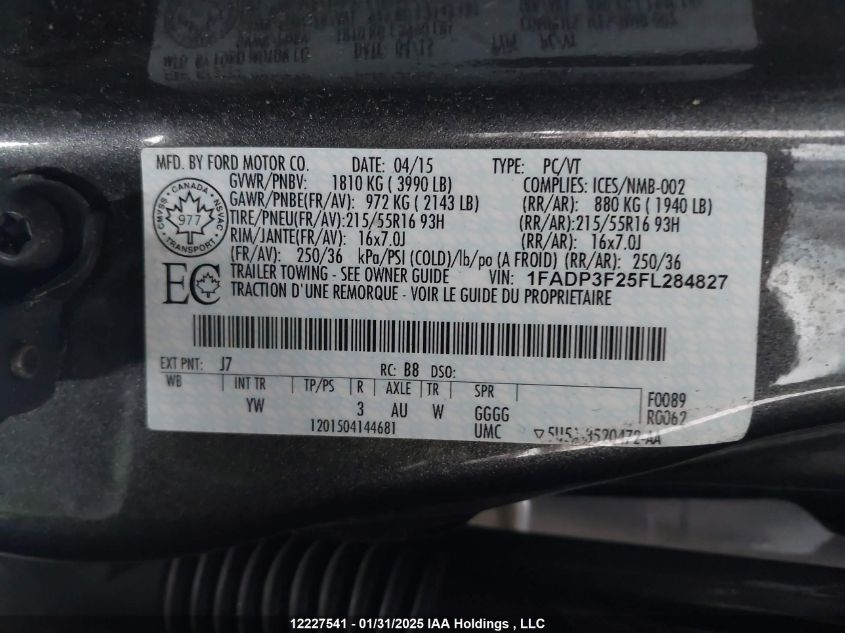 MFD. BY FORD MOTOR CO. DATE: 04/15 TYPE: PC/VT
GVWR/PNBV: 1810 KG ( 3990 LB) COMPLIES: ICES/NMB-002
GAWR/PNBE(FR/AV): 972 KG ( 2143 LB) (RR/AR): 880 KG ( 1940 LB)
TIRE/PNEU(FR/AV):215/55R16 93H (RR/AR):215/55R16 93H
RIM/JANTE(FR/AV): 16x7.0J (RR/AR): 16x7.0J
(FR/AV): 250/36 kPa/PSI (COLD)/lb/po (A FROID) (RR/AR): 250/36
TRAILER TOWING - SEE OWNER GUIDE VIN: 1FADP3F25FL284827
TRACTION D'UNE REMORQUE - VOIR LE GUIDE DU PROPRIETAIRE
CMVSS CANADA NSVAC
977
TRANSPORT
EC
EXT PNT: J7 RC: B8 DSO:
WB INT TR TP/PS R AXLE TR SPR F0089
YW 3 AU W GGGG R0062
1201504144681 UMC
12227541 - 01/31/2025 IAA Holdings , LLC